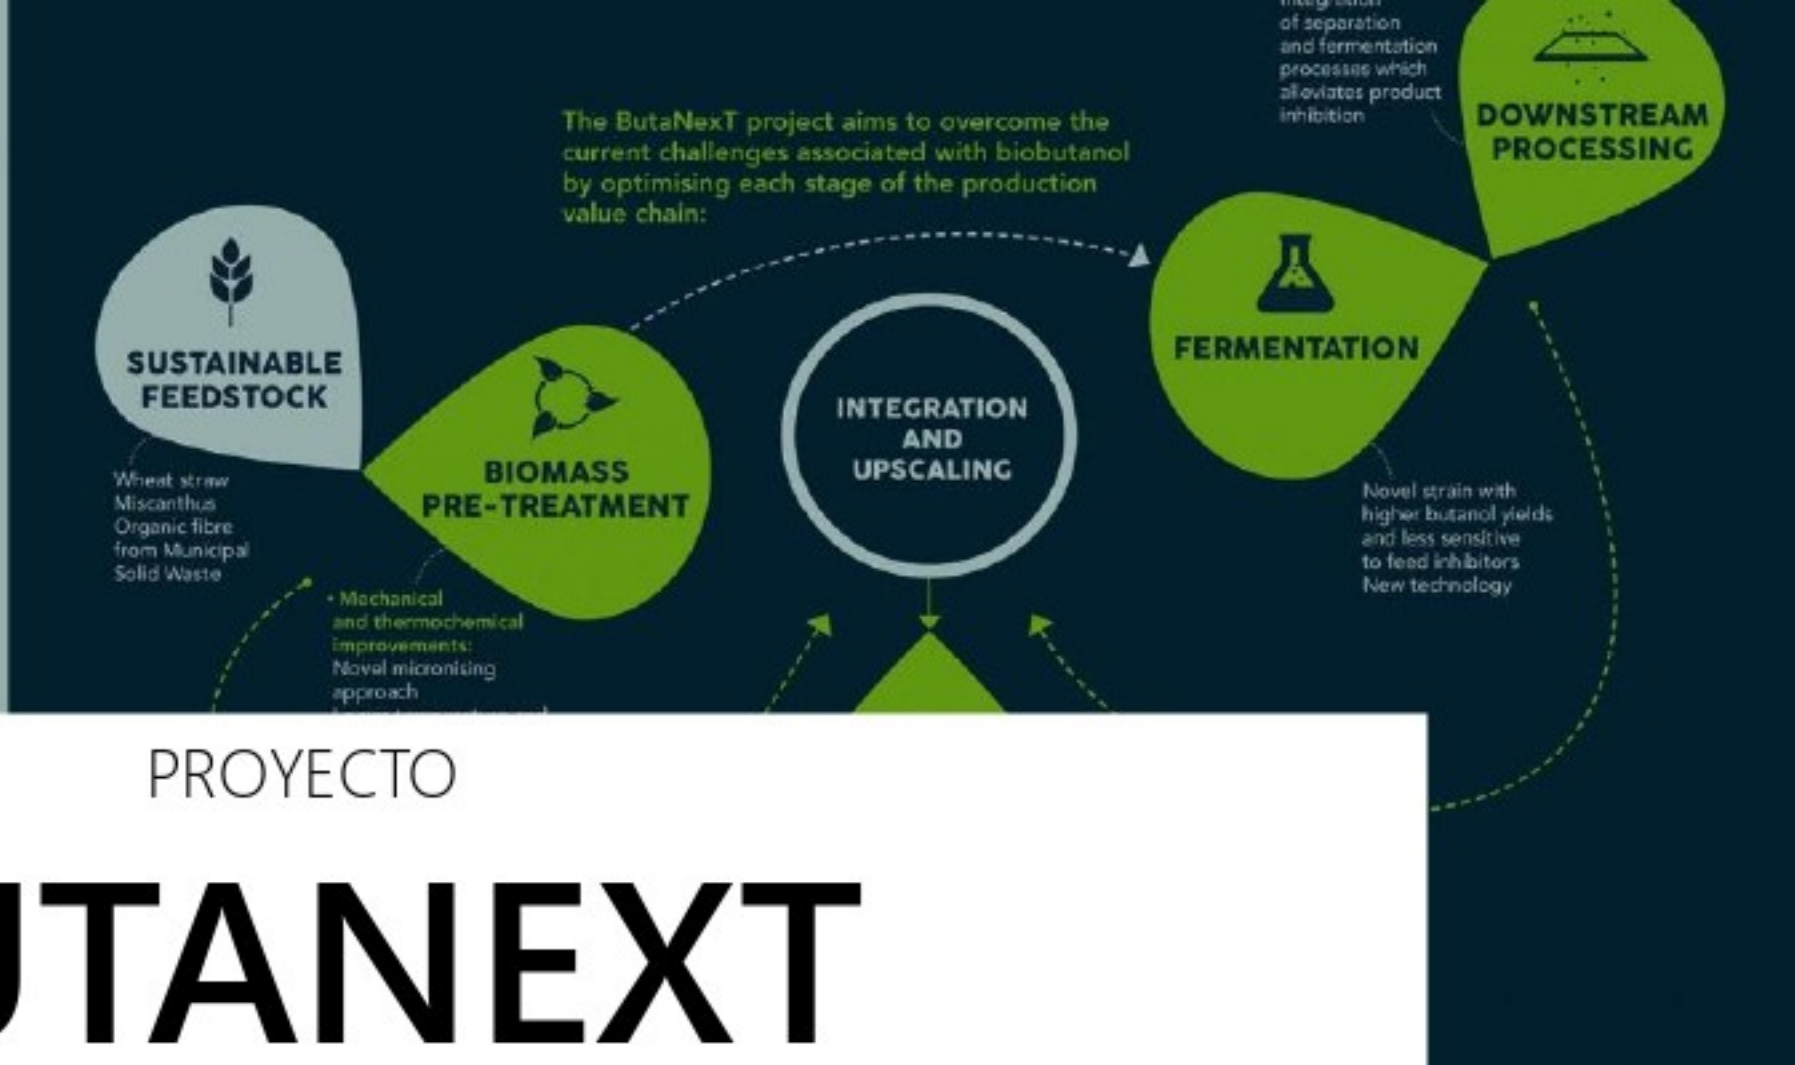 of separation
and fermentation
processes which
alleviates product
inhibition
DOWNSTREAM
PROCESSING
The ButaNexT project aims to overcome the
current challenges associated with biobutanol
by optimising each stage of the production
value chain:
SUSTAINABLE
FEEDSTOCK
Wheat straw
Miscanthus
Organic fibre
from Municipal
Solid Waste
BIOMASS
PRE-TREATMENT
• Mechanical
and thermochemical
improvements:
Novel micronising
approach
INTEGRATION
AND
UPSCALING
FERMENTATION
Novel strain with
higher butanol yields
and less sensitive
to feed inhibitors
New technology
PROYECTO
UTANEXT